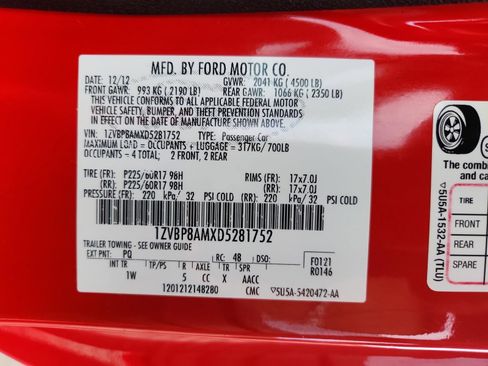 MFD. BY FORD MOTOR CO.
DATE: 12/12 GVWR: 2041 KG ( 4500 LB)
FRONT GAWR: 993 KG ( 2190 LB) REAR GAWR: 1066 KG ( 2350 LB)
THIS VEHICLE CONFORMS TO ALL APPLICABLE FEDERAL MOTOR
VEHICLE SAFETY, BUMPER, AND THEFT PREVENTION STANDARDS
IN EFFECT ON THE DATE OF MANUFACTURE SHOWN ABOVE.
VIN: 1ZVBP8AMXD5281752 TYPE: Passenger Car
MAXIMUM LOAD = OCCUPANTS + LUGGAGE = 317KG/700LB
OCCUPANTS = 4 TOTAL: 2 FRONT, 2 REAR
TIRE (FR): P225/60R17 98H RIMS (FR): 17x7.0J
(RR): P225/60R17 98H (RR): 17x7.0J
PRESSURE (FR): 220 kPa/ 32 PSI COLD (RR): 220 kPa/ 32 PSI COLD
1ZVBP8AMXD5281752
TRAILER TOWING - SEE OWNER GUIDE
EXT PNT: PQ RC: 48 DSO: F0121
R0146
INT TR TP/PS R AXLE TR SPR
1W 5 CC X AACC
1201212148280 CMC ▽5U5A-5420472-AA
The combin
and cargo
TIRE
FRONT
REAR
SPARE
▽5U5A-1532-AA (TLU)